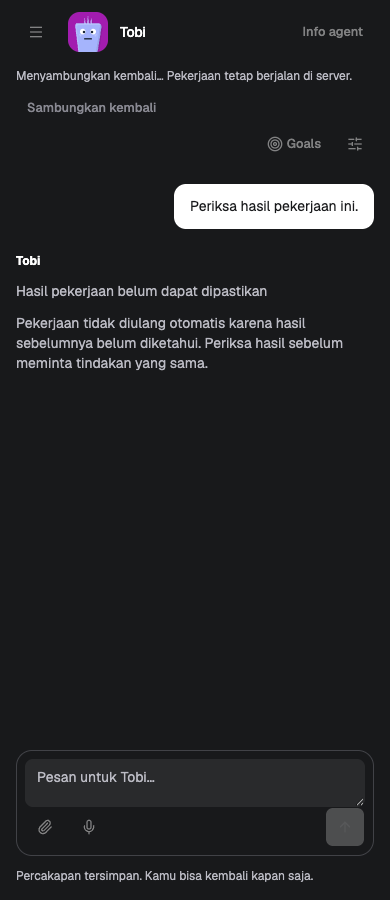 Tobi
Info agent
Menyambungkan kembali… Pekerjaan tetap berjalan di server.
Sambungkan kembali
Goals
Periksa hasil pekerjaan ini.
Tobi
Hasil pekerjaan belum dapat dipastikan
Pekerjaan tidak diulang otomatis karena hasil
sebelumnya belum diketahui. Periksa hasil sebelum
meminta tindakan yang sama.
Pesan untuk Tobi…
Percakapan tersimpan. Kamu bisa kembali kapan saja.